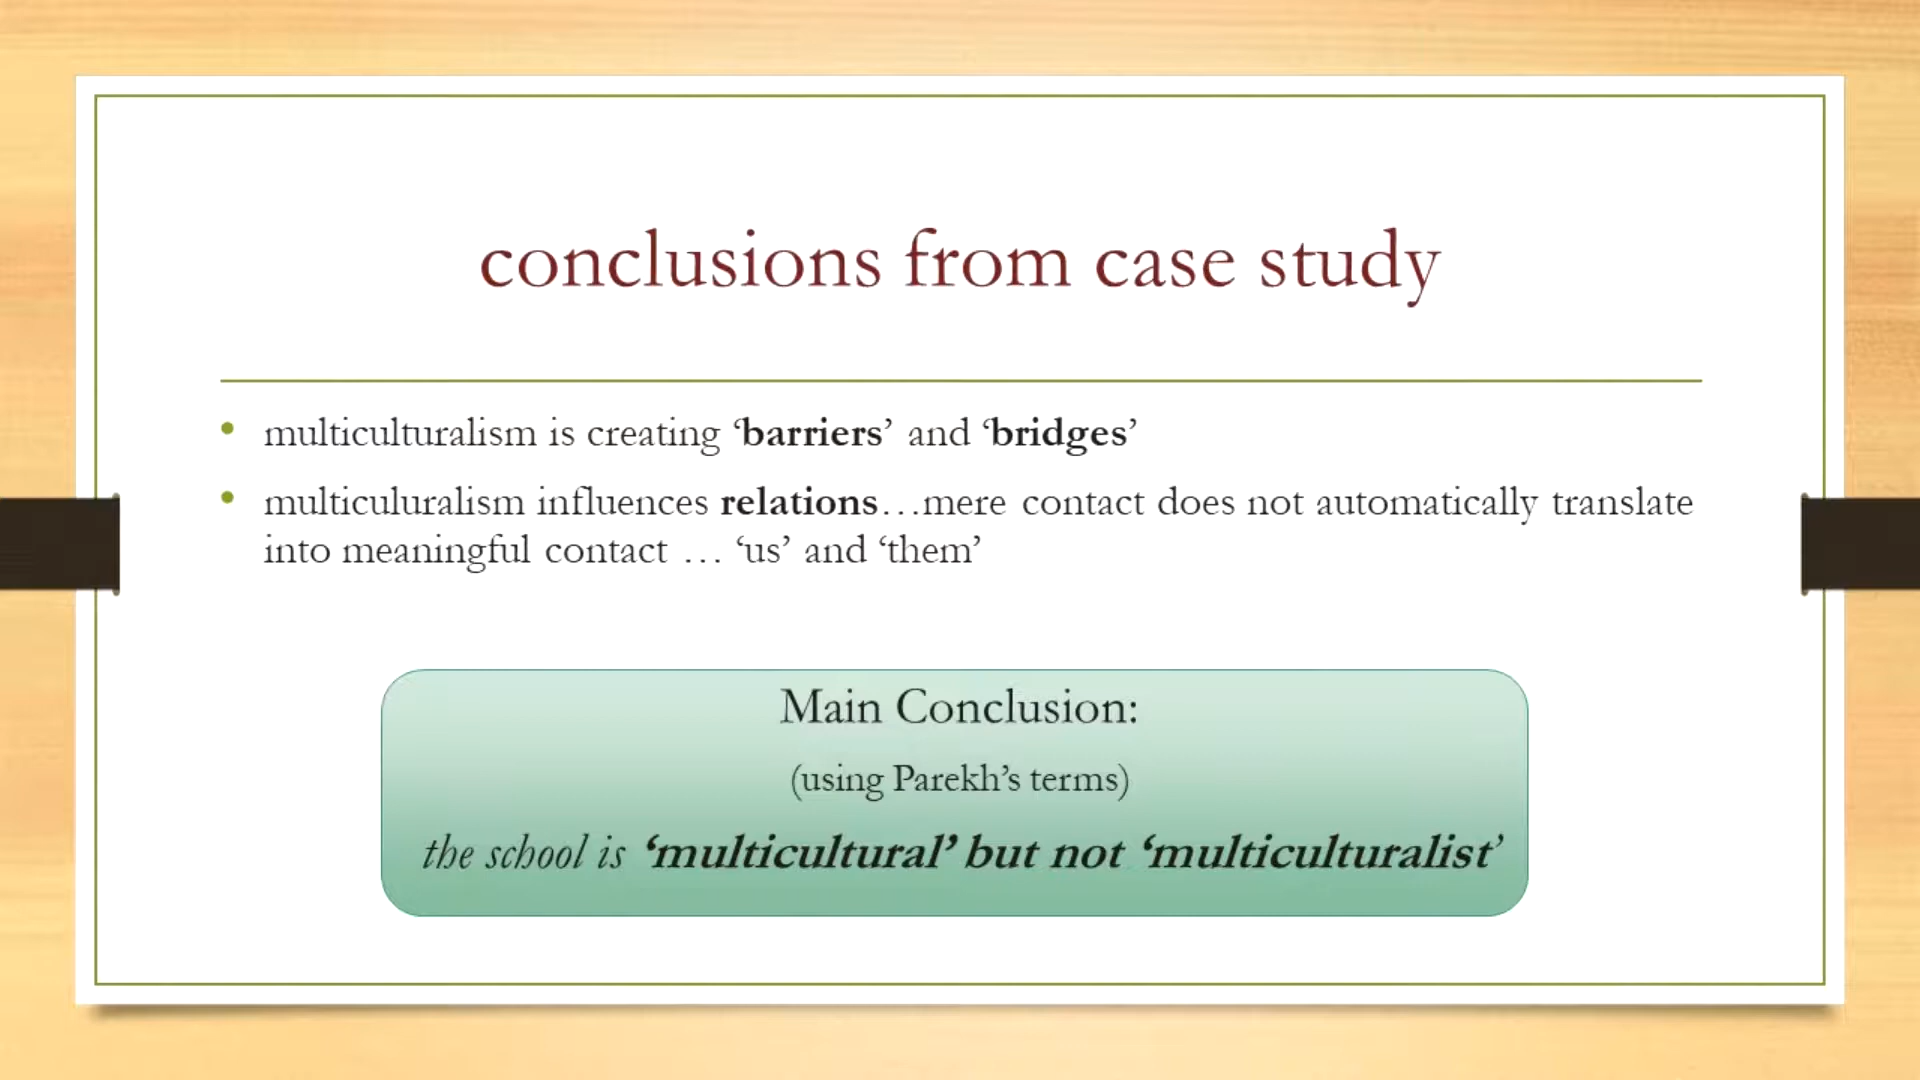 conclusions from case study
• multiculturalism is creating ‘barriers’ and ‘bridges’
• multiculuralism influences relations…mere contact does not automatically translate
into meaningful contact … ‘us’ and ‘them’
Main Conclusion:
(using Parekh’s terms)
the school is ‘multicultural’ but not ‘multiculturalist’